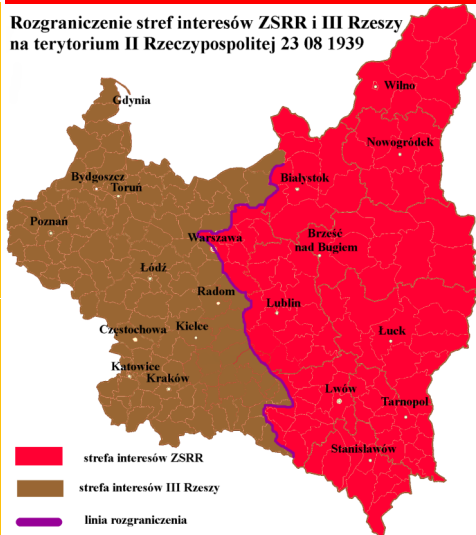 Rozgraniczenie stref interesów ZSRR i III Rzeszy
na terytorium II Rzeczypospolitej 23 08 1939
Gdynia
Wilno
Nowogródek
Bydgoszcz
Toruń
Białystok
Poznań
Warszawa
Brześć
nad Bugiem
Łódź
Radom
Lublin
Częstochowa
Kielce
Łuck
Katowice
Kraków
Lwów
Tarnopol
Stanisławów
strefa interesów ZSRR
strefa interesów III Rzeszy
linia rozgraniczenia